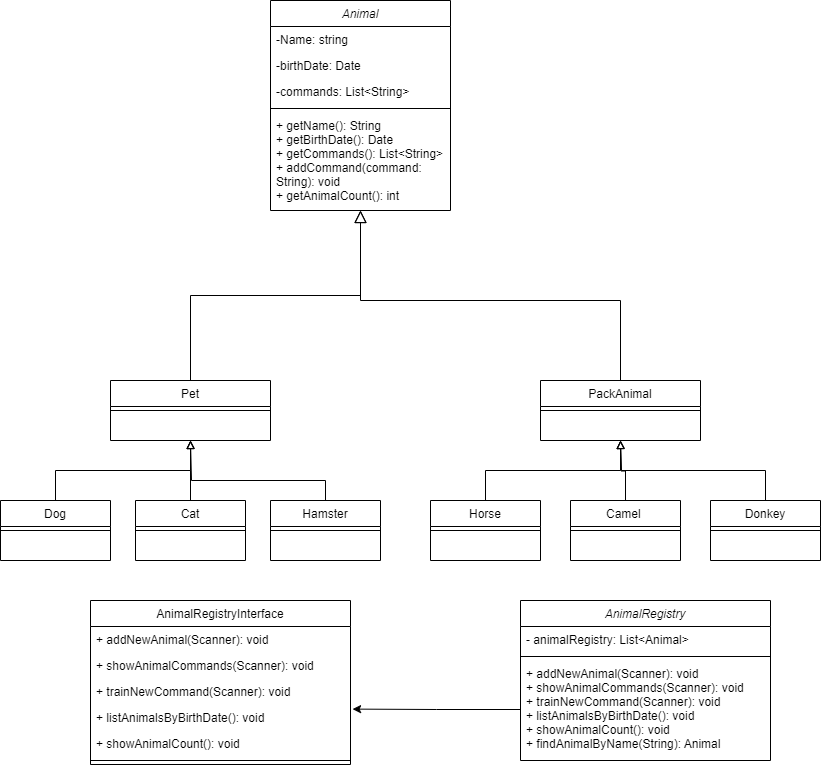 Animal
-Name: string
-birthDate: Date
-commands: List<String>
+ getName(): String
+ getBirthDate(): Date
+ getCommands(): List<String>
+ addCommand(command:
String): void
+ getAnimalCount(): int
Pet
PackAnimal
Dog
Cat
Hamster
Horse
Camel
Donkey
AnimalRegistryInterface
+ addNewAnimal(Scanner): void
+ showAnimalCommands(Scanner): void
+ trainNewCommand(Scanner): void
+ listAnimalsByBirthDate(): void
+ showAnimalCount(): void
AnimalRegistry
- animalRegistry: List<Animal>
+ addNewAnimal(Scanner): void
+ showAnimalCommands(Scanner): void
+ trainNewCommand(Scanner): void
+ listAnimalsByBirthDate(): void
+ showAnimalCount(): void
+ findAnimalByName(String): Animal